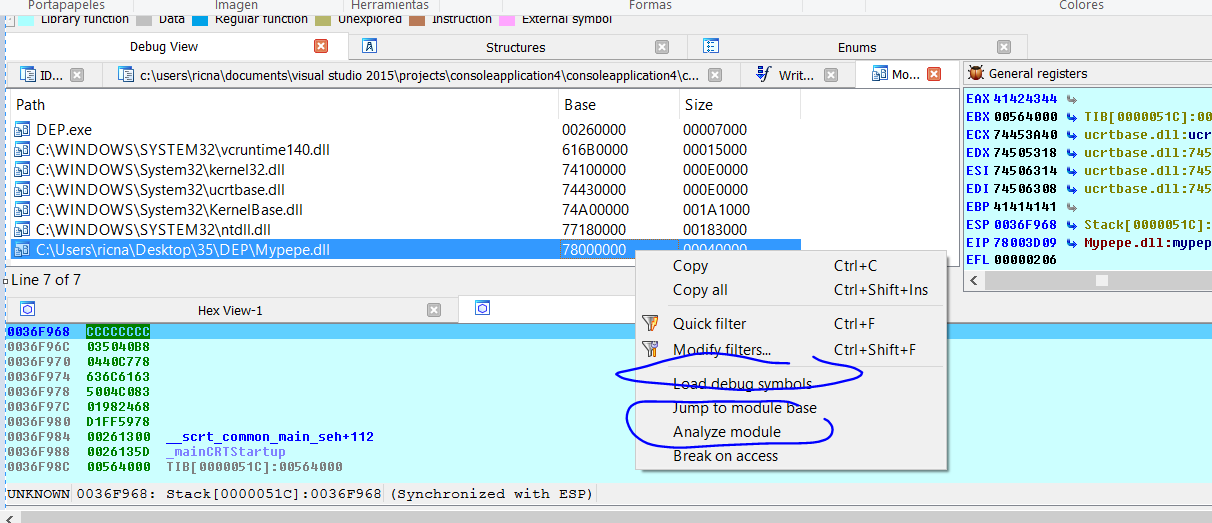 Portapapeles Imagen Herramientas Formas Colores
Library function Data Regular function Unexplored Instruction External symbol
Debug View Structures Enums
ID... c:\users\ricna\documents\visual studio 2015\projects\consoleapplication4\consoleapplication4\c... Writ... Mo...
Path Base Size
DEP.exe 00260000 00007000
C:\WINDOWS\SYSTEM32\vcruntime140.dll 616B0000 00015000
C:\WINDOWS\System32\kernel32.dll 74100000 000E0000
C:\WINDOWS\System32\ucrtbase.dll 74430000 000E0000
C:\WINDOWS\System32\KernelBase.dll 74A00000 001A1000
C:\WINDOWS\SYSTEM32\ntdll.dll 77180000 00183000
C:\Users\ricna\Desktop\35\DEP\Mypepe.dll 78000000 00040000
Line 7 of 7
General registers
EAX 41424344
EBX 00564000 TIB[0000051C]:00
ECX 74453A40 ucrtbase.dll:ucr
EDX 74505318 ucrtbase.dll:745
ESI 74506314 ucrtbase.dll:745
EDI 74506308 ucrtbase.dll:745
EBP 41414141
ESP 0036F968 Stack[0000051C]:
EIP 78003D09 Mypepe.dll:mypep
EFL 00000206
Copy Ctrl+C
Copy all Ctrl+Shift+Ins
Quick filter Ctrl+F
Modify filters... Ctrl+Shift+F
Load debug symbols
Jump to module base
Analyze module
Break on access
Hex View-1
0036F968 CCCCCCCC
0036F96C 035040B8
0036F970 0440C778
0036F974 636C6163
0036F978 5004C083
0036F97C 01982468
0036F980 D1FF5978
0036F984 00261300 __scrt_common_main_seh+112
0036F988 0026135D _mainCRTStartup
0036F98C 00564000 TIB[0000051C]:00564000
UNKNOWN 0036F968: Stack[0000051C]:0036F968 (Synchronized with ESP)